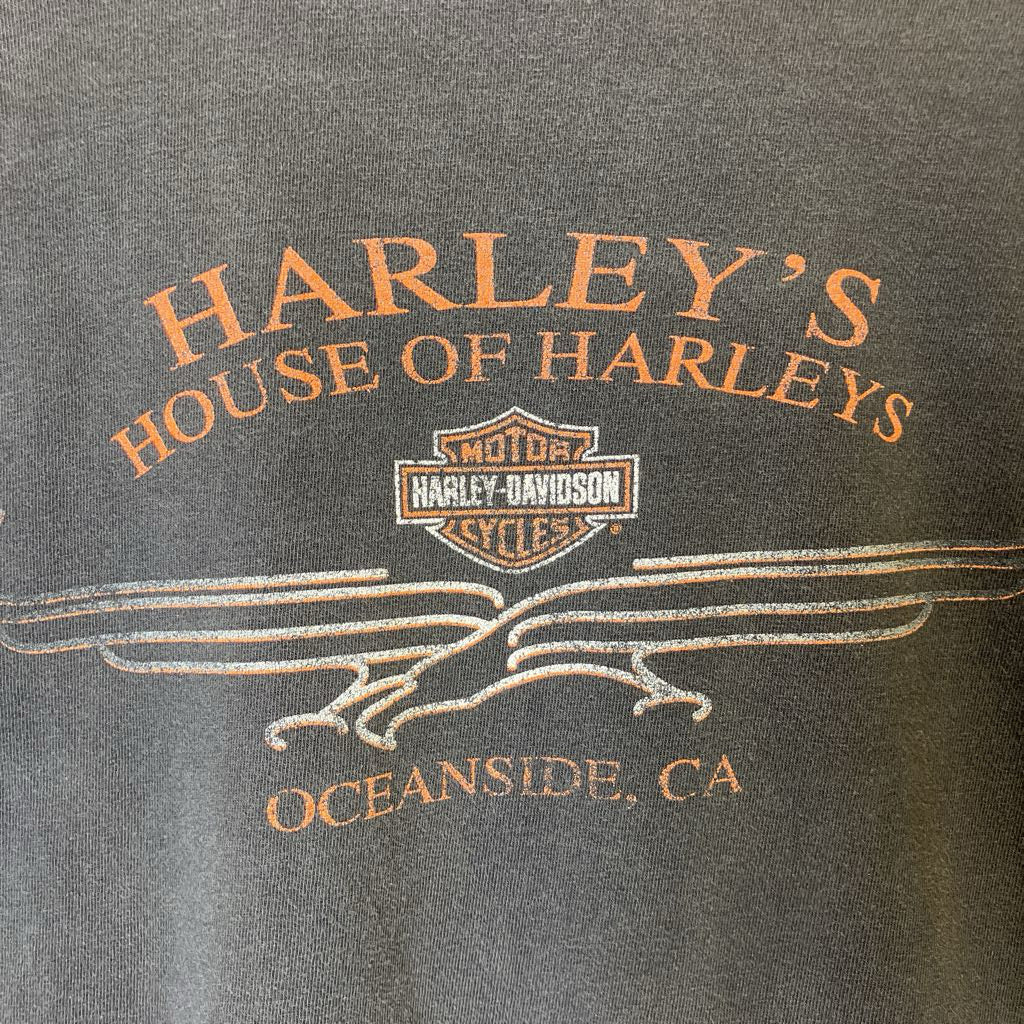 HARLEY'S
HOUSE OF HARLEYS
MOTOR
HARLEY-DAVIDSON
CYCLES
®
OCEANSIDE, CA